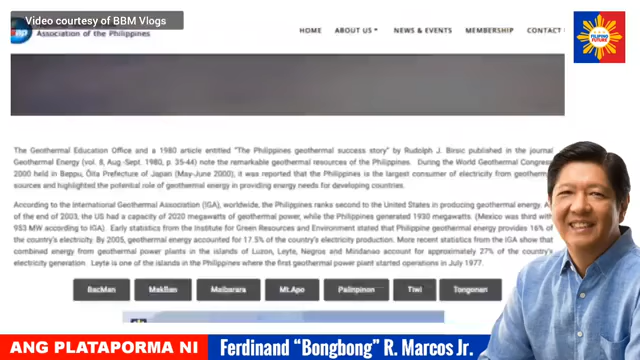 Video courtesy of BBM Vlogs
Association of the Philippines
HOME ABOUT US NEWS & EVENTS MEMBERSHIP CONTACT
FILIPINO FUTURE
The Geothermal Education Office and a 1980 article entitled "The Philippines geothermal success story" by Rudolph J. Birsic published in the journal
Geothermal Energy (vol. 8, Aug.-Sept. 1980, p. 35-44) note the remarkable geothermal resources of the Philippines. During the World Geothermal Congress
2000 held in Beppu, Ōita Prefecture of Japan (May-June 2000), it was reported that the Philippines is the largest consumer of electricity from geothermal
sources and highlighted the potential role of geothermal energy in providing energy needs for developing countries.
According to the International Geothermal Association (IGA), worldwide, the Philippines ranks second to the United States in producing geothermal energy. A
of the end of 2003, the US had a capacity of 2020 megawatts of geothermal power, while the Philippines generated 1930 megawatts. (Mexico was third with
953 MW according to IGA). Early statistics from the Institute for Green Resources and Environment stated that Philippine geothermal energy provides 16% of
the country's electricity. By 2005, geothermal energy accounted for 17.5% of the country's electricity production. More recent statistics from the IGA show that
combined energy from geothermal power plants in the islands of Luzon, Leyte, Negros and Mindanao account for approximately 27% of the country's
electricity generation. Leyte is one of the islands in the Philippines where the first geothermal power plant started operations in July 1977.
BacMan MakBan Maibarara Mt.Apo Palinpinon Tiwi Tongonan
ANG PLATAPORMA NI Ferdinand "Bongbong" R. Marcos Jr.